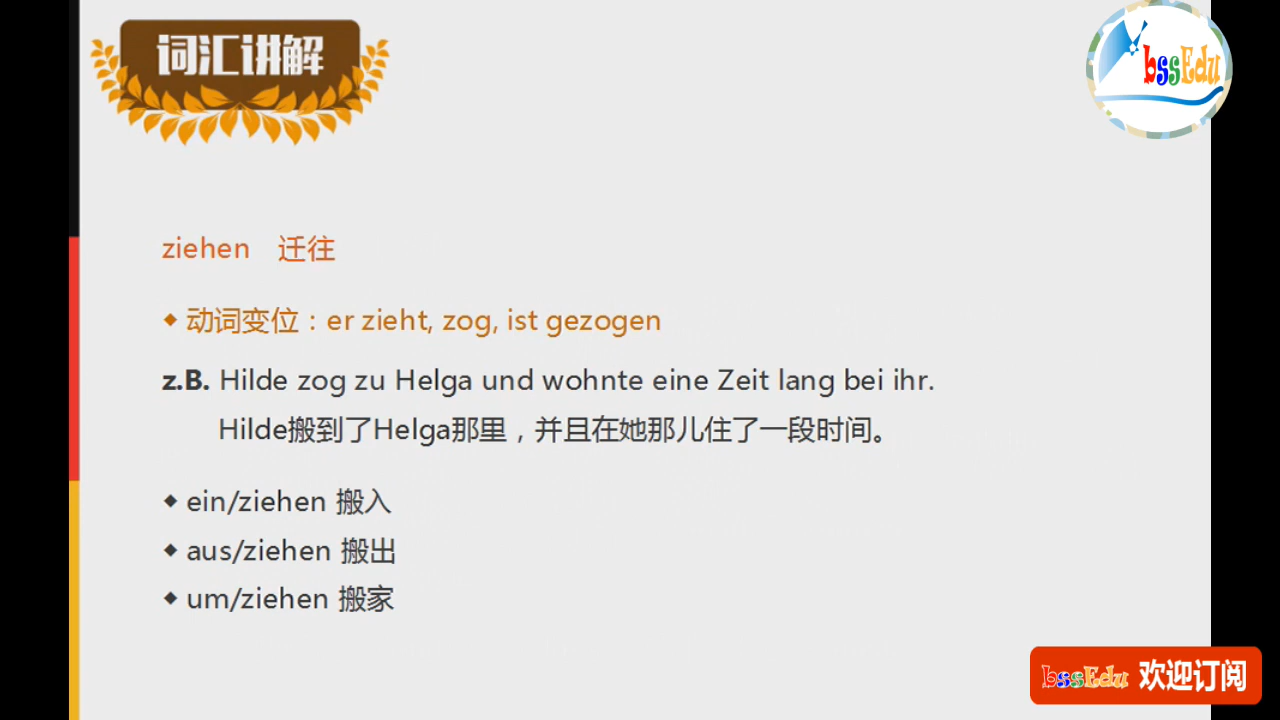 词汇讲解
bssEdu
ziehen 迁往
动词变位：er zieht, zog, ist gezogen
z.B. Hilde zog zu Helga und wohnte eine Zeit lang bei ihr.
Hilde搬到了Helga那里，并且在她那儿住了一段时间。
ein/ziehen 搬入
aus/ziehen 搬出
um/ziehen 搬家
bssEdu 欢迎订阅